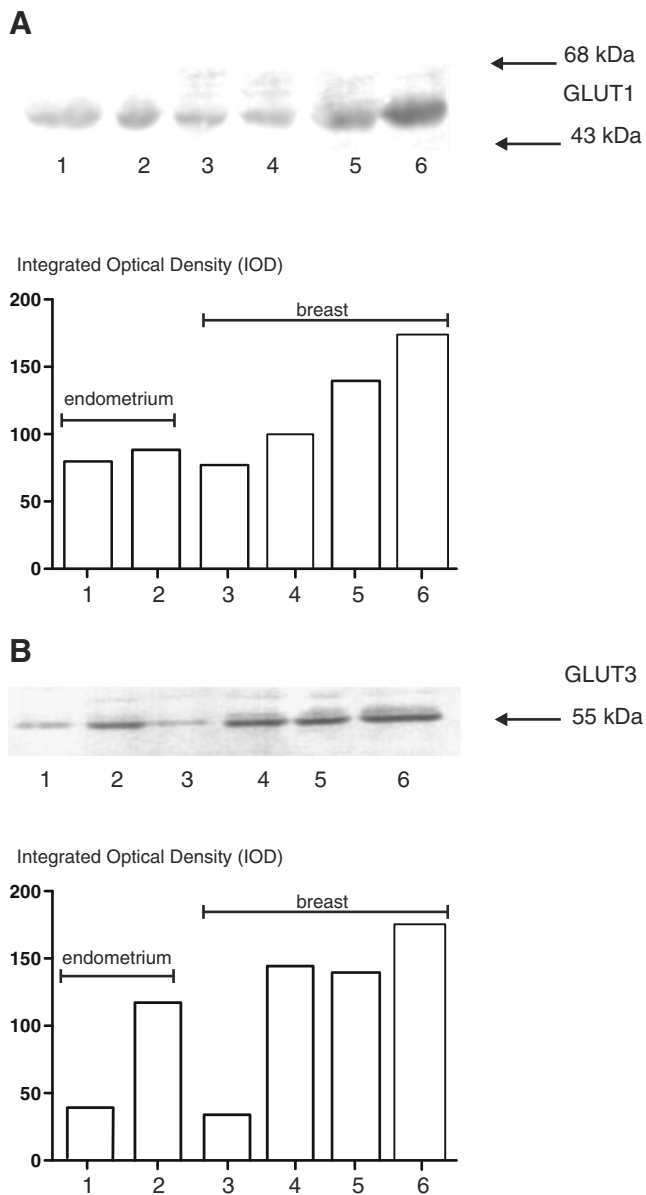 A
68 kDa
GLUT1
43 kDa
1 2 3 4 5 6
Integrated Optical Density (IOD)
200
breast
150
endometrium
100
50
0
1 2 3 4 5 6
B
GLUT3
55 kDa
1 2 3 4 5 6
Integrated Optical Density (IOD)
200
breast
endometrium
150
100
50
0
1 2 3 4 5 6